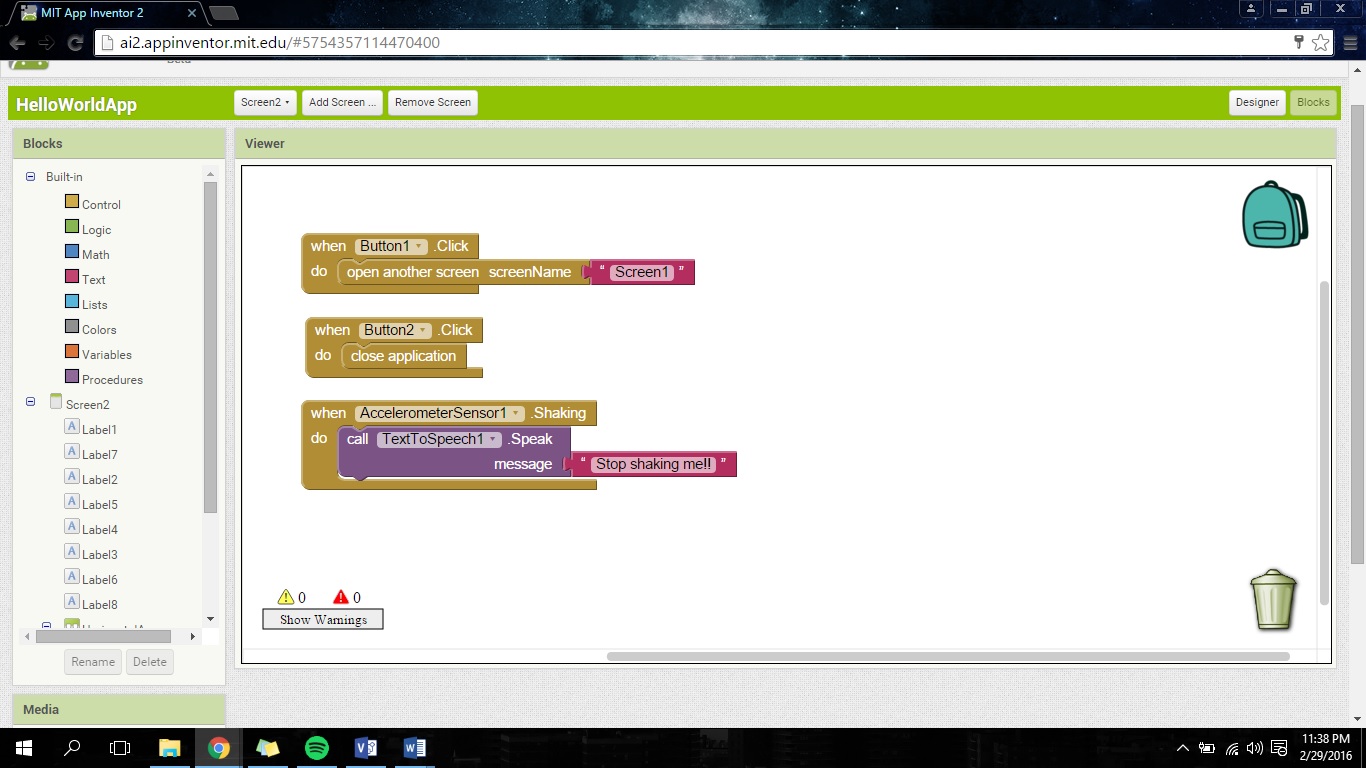 MIT App Inventor 2
ai2.appinventor.mit.edu/#5754357114470400
Beta
HelloWorldApp
Screen2
Add Screen ...
Remove Screen
Designer
Blocks
Blocks
Viewer
Built-in
Control
Logic
Math
Text
Lists
Colors
Variables
Procedures
Screen2
Label1
Label7
Label2
Label5
Label4
Label3
Label6
Label8
Rename
Delete
Media
when Button1 .Click
do open another screen screenName “ Screen1 ”
when Button2 .Click
do close application
when AccelerometerSensor1 .Shaking
do call TextToSpeech1 .Speak
message “ Stop shaking me!! ”
0 0
Show Warnings
11:38 PM
2/29/2016